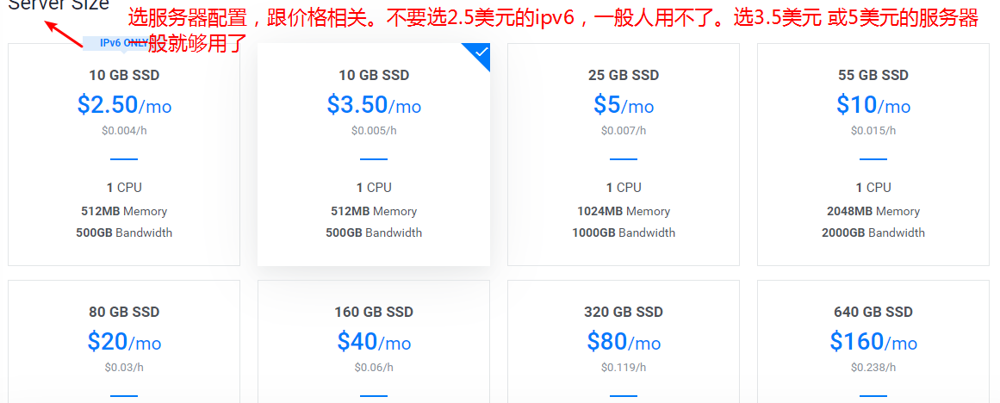 Server Size
选服务器配置，跟价格相关。不要选2.5美元的ipv6，一般人用不了。选3.5美元 或5美元的服务器
一般就够用了
IPv6 ONLY
10 GB SSD
$2.50/mo
$0.004/h
1 CPU
512MB Memory
500GB Bandwidth
10 GB SSD
$3.50/mo
$0.005/h
1 CPU
512MB Memory
500GB Bandwidth
25 GB SSD
$5/mo
$0.007/h
1 CPU
1024MB Memory
1000GB Bandwidth
55 GB SSD
$10/mo
$0.015/h
1 CPU
2048MB Memory
2000GB Bandwidth
80 GB SSD
$20/mo
$0.03/h
160 GB SSD
$40/mo
$0.06/h
320 GB SSD
$80/mo
$0.119/h
640 GB SSD
$160/mo
$0.238/h